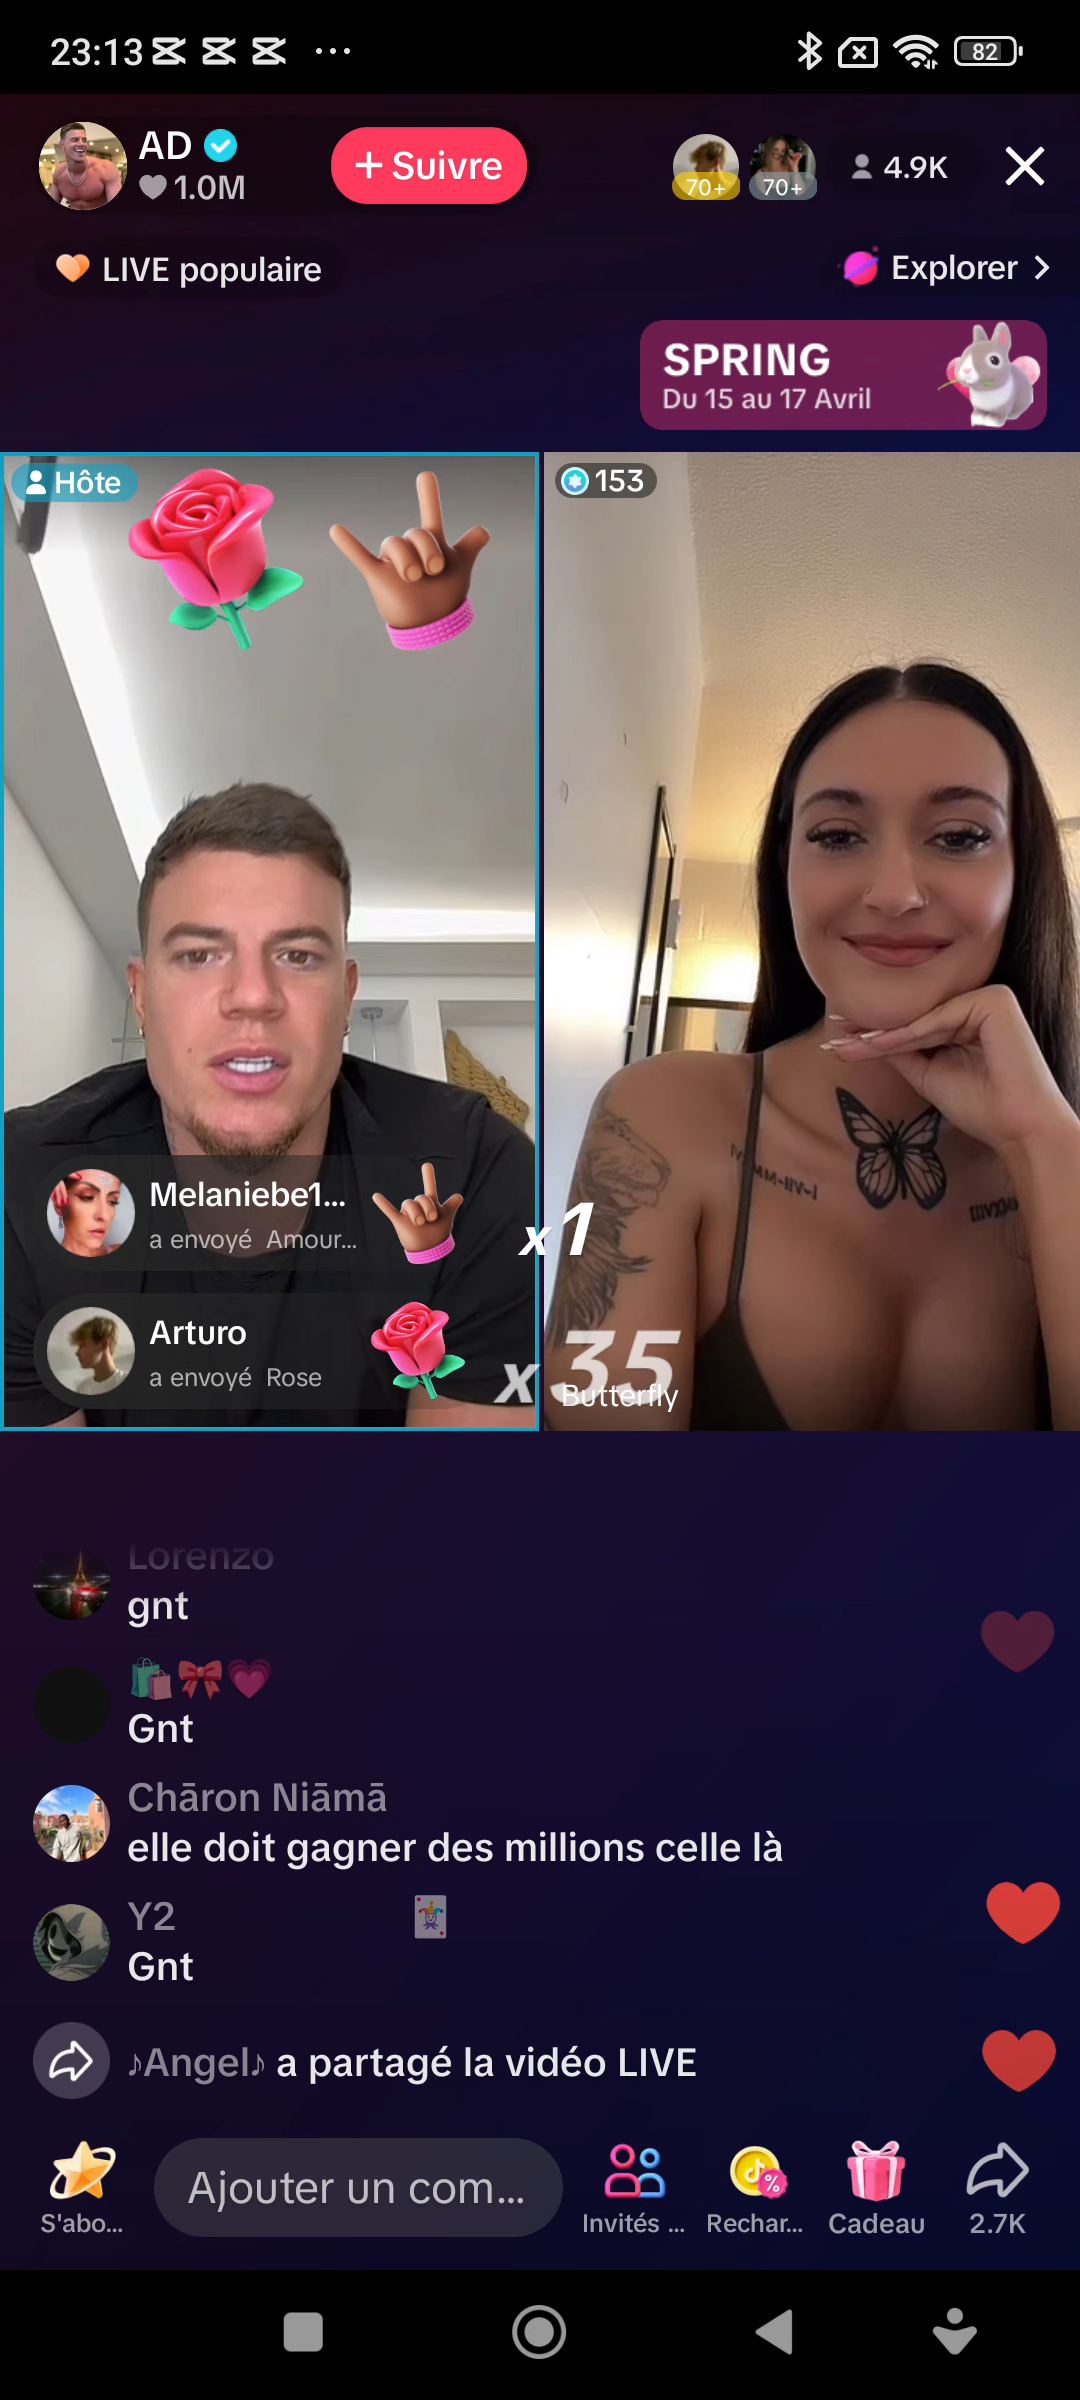 23:13
82
AD
1.0M
+ Suivre
70+
70+
4.9K
LIVE populaire
Explorer
SPRING
Du 15 au 17 Avril
Hôte
153
Melaniebe1...
a envoyé Amour...
x1
Arturo
a envoyé Rose
x 35
Butterfly
Lorenzo
gnt
Gnt
Chāron Niāmā
elle doit gagner des millions celle là
Y2
Gnt
♪Angel♪ a partagé la vidéo LIVE
S'abo...
Ajouter un com...
Invités ...
Rechar...
Cadeau
2.7K